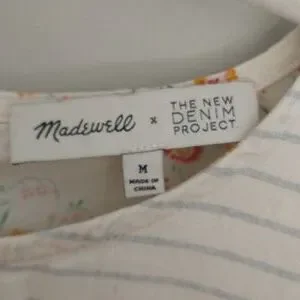 Madewell x THE NEW
DENIM
PROJECT
M
MADE IN
CHINA